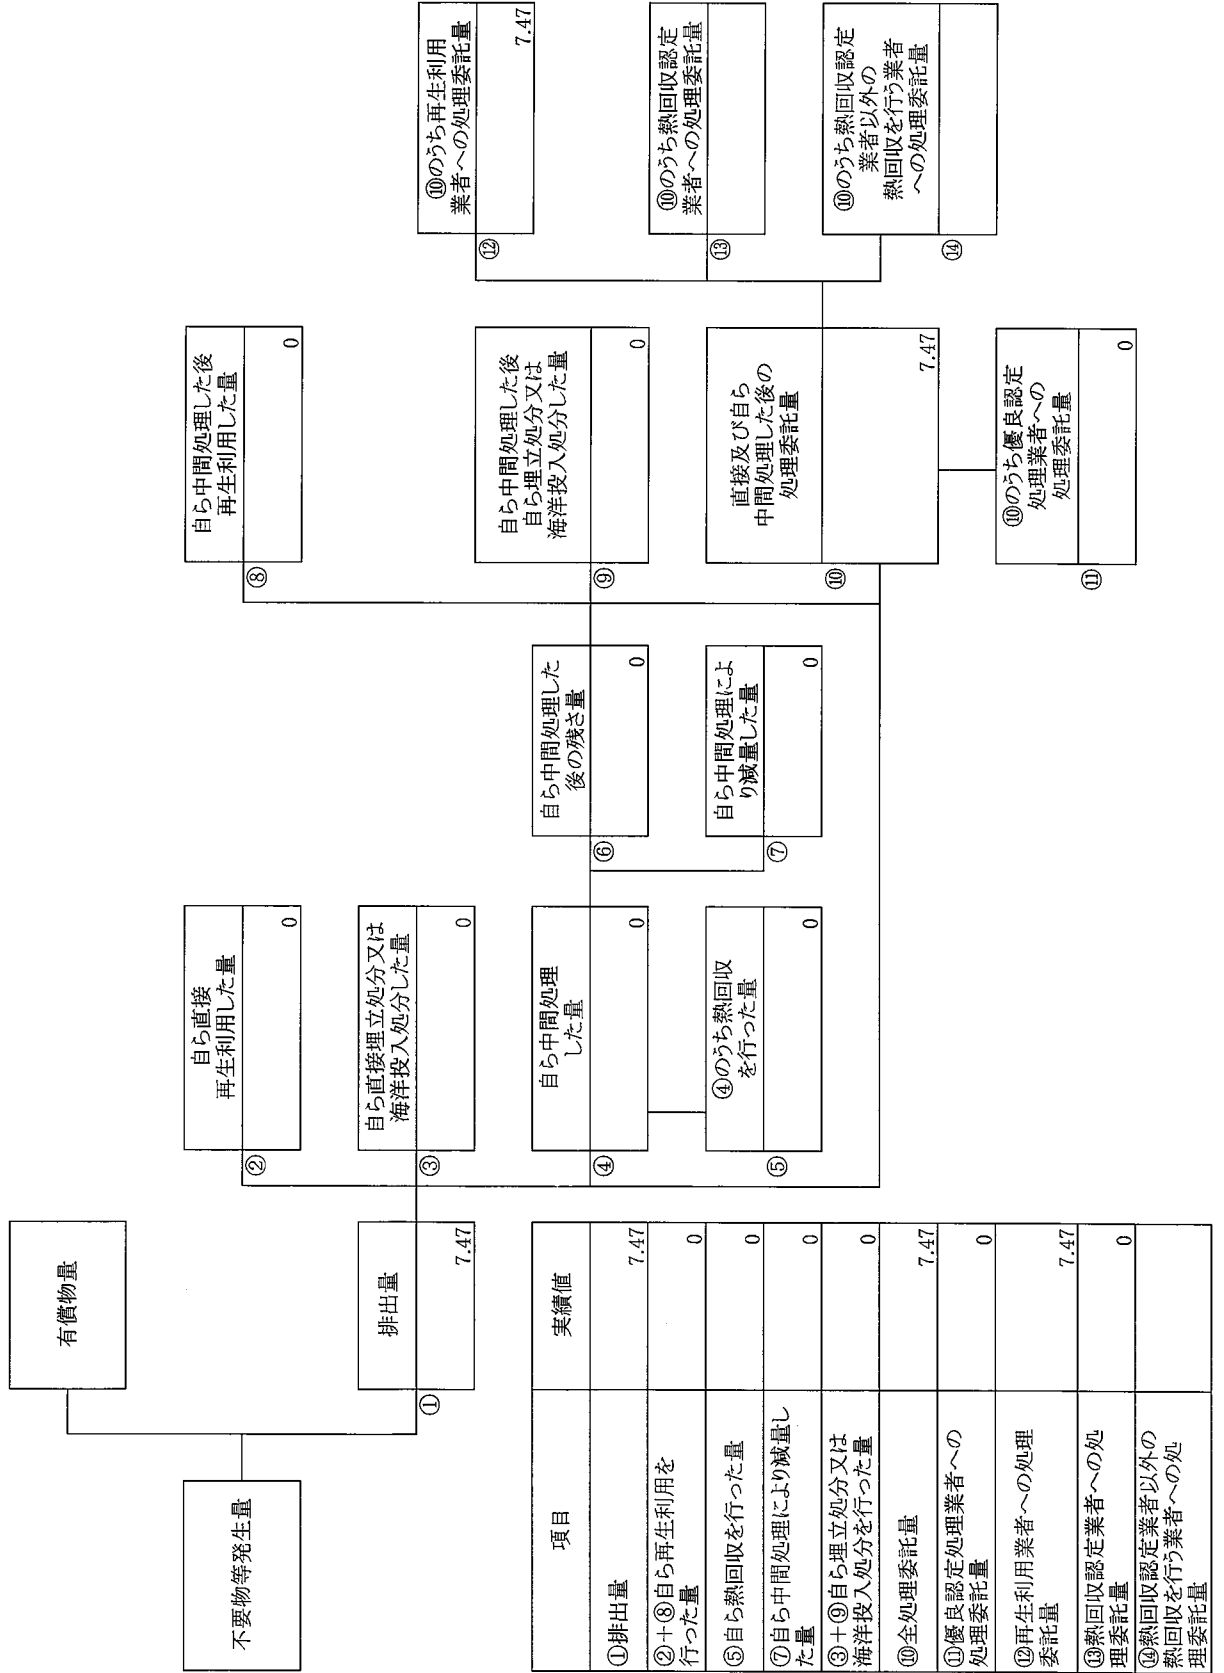 不要物等発生量
有償物量
①
排出量
7.47
②
自ら直接
再生利用した量
0
③
自ら直接埋立処分又は
海洋投入処分した量
0
④
自ら中間処理
した量
0
⑤
④のうち熱回収
を行った量
0
⑥
自ら中間処理した
後の残さ量
0
⑦
自ら中間処理によ
り減量した量
0
⑧
自ら中間処理した後
再生利用した量
0
⑨
自ら中間処理した後
自ら埋立処分又は
海洋投入処分した量
0
⑩
直接及び自ら
中間処理した後の
処理委託量
7.47
⑪
⑩のうち優良認定
処理業者への
処理委託量
0
⑫
⑩のうち再生利用
業者への処理委託量
7.47
⑬
⑩のうち熱回収認定
業者への処理委託量
⑭
⑩のうち熱回収認定
業者以外の
熱回収を行う業者
への処理委託量
項目
実績値
①排出量
7.47
②+⑧自ら再生利用を
行った量
0
⑤自ら熱回収を行った量
0
⑦自ら中間処理により減量し
た量
0
③+⑨自ら埋立処分又は
海洋投入処分を行った量
0
⑩全処理委託量
7.47
⑪優良認定処理業者への
処理委託量
0
⑫再生利用業者への処理
委託量
7.47
⑬熱回収認定業者への処
理委託量
0
⑭熱回収認定業者以外の
熱回収を行う業者への処
理委託量